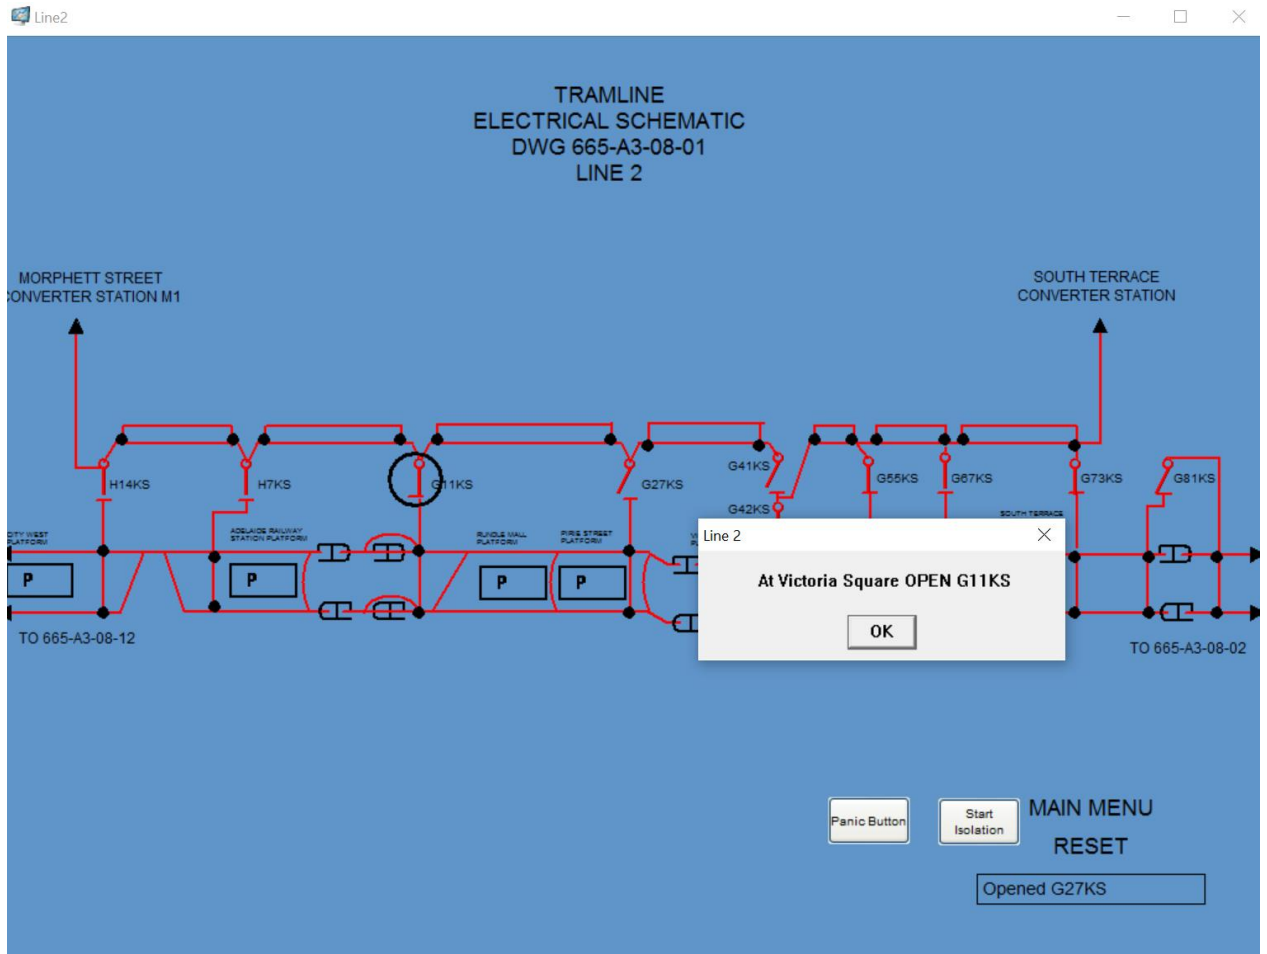 Line2
TRAMLINE
ELECTRICAL SCHEMATIC
DWG 665-A3-08-01
LINE 2
MORPHETT STREET
CONVERTER STATION M1
SOUTH TERRACE
CONVERTER STATION
H14KS
H7KS
G11KS
G27KS
G41KS
G42KS
G55KS
G67KS
G73KS
G81KS
CITY WEST
PLATFORM
ADELAIDE RAILWAY
STATION PLATFORM
RUNDLE MALL
PLATFORM
PIRIE STREET
PLATFORM
SOUTH TERRACE
P
P
P
P
Line 2
At Victoria Square OPEN G11KS
OK
TO 665-A3-08-12
TO 665-A3-08-02
Panic Button
Start
Isolation
MAIN MENU
RESET
Opened G27KS